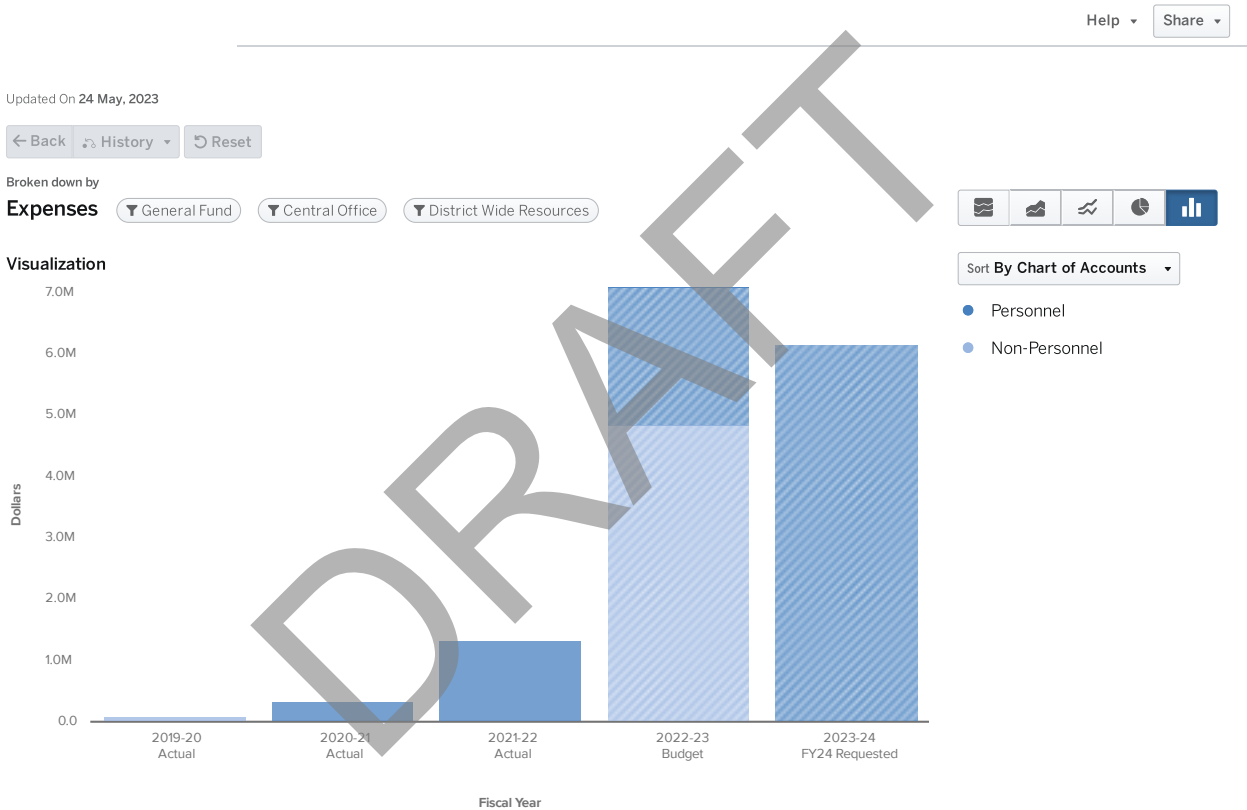 Help
Share
Updated On 24 May, 2023
Back
History
Reset
Broken down by
Expenses
General Fund
Central Office
District Wide Resources
Visualization
Sort By Chart of Accounts
Personnel
Non-Personnel
7.0M
6.0M
5.0M
4.0M
3.0M
2.0M
1.0M
0.0
Dollars
2019-20
Actual
2020-21
Actual
2021-22
Actual
2022-23
Budget
2023-24
FY24 Requested
Fiscal Year
DRAFT